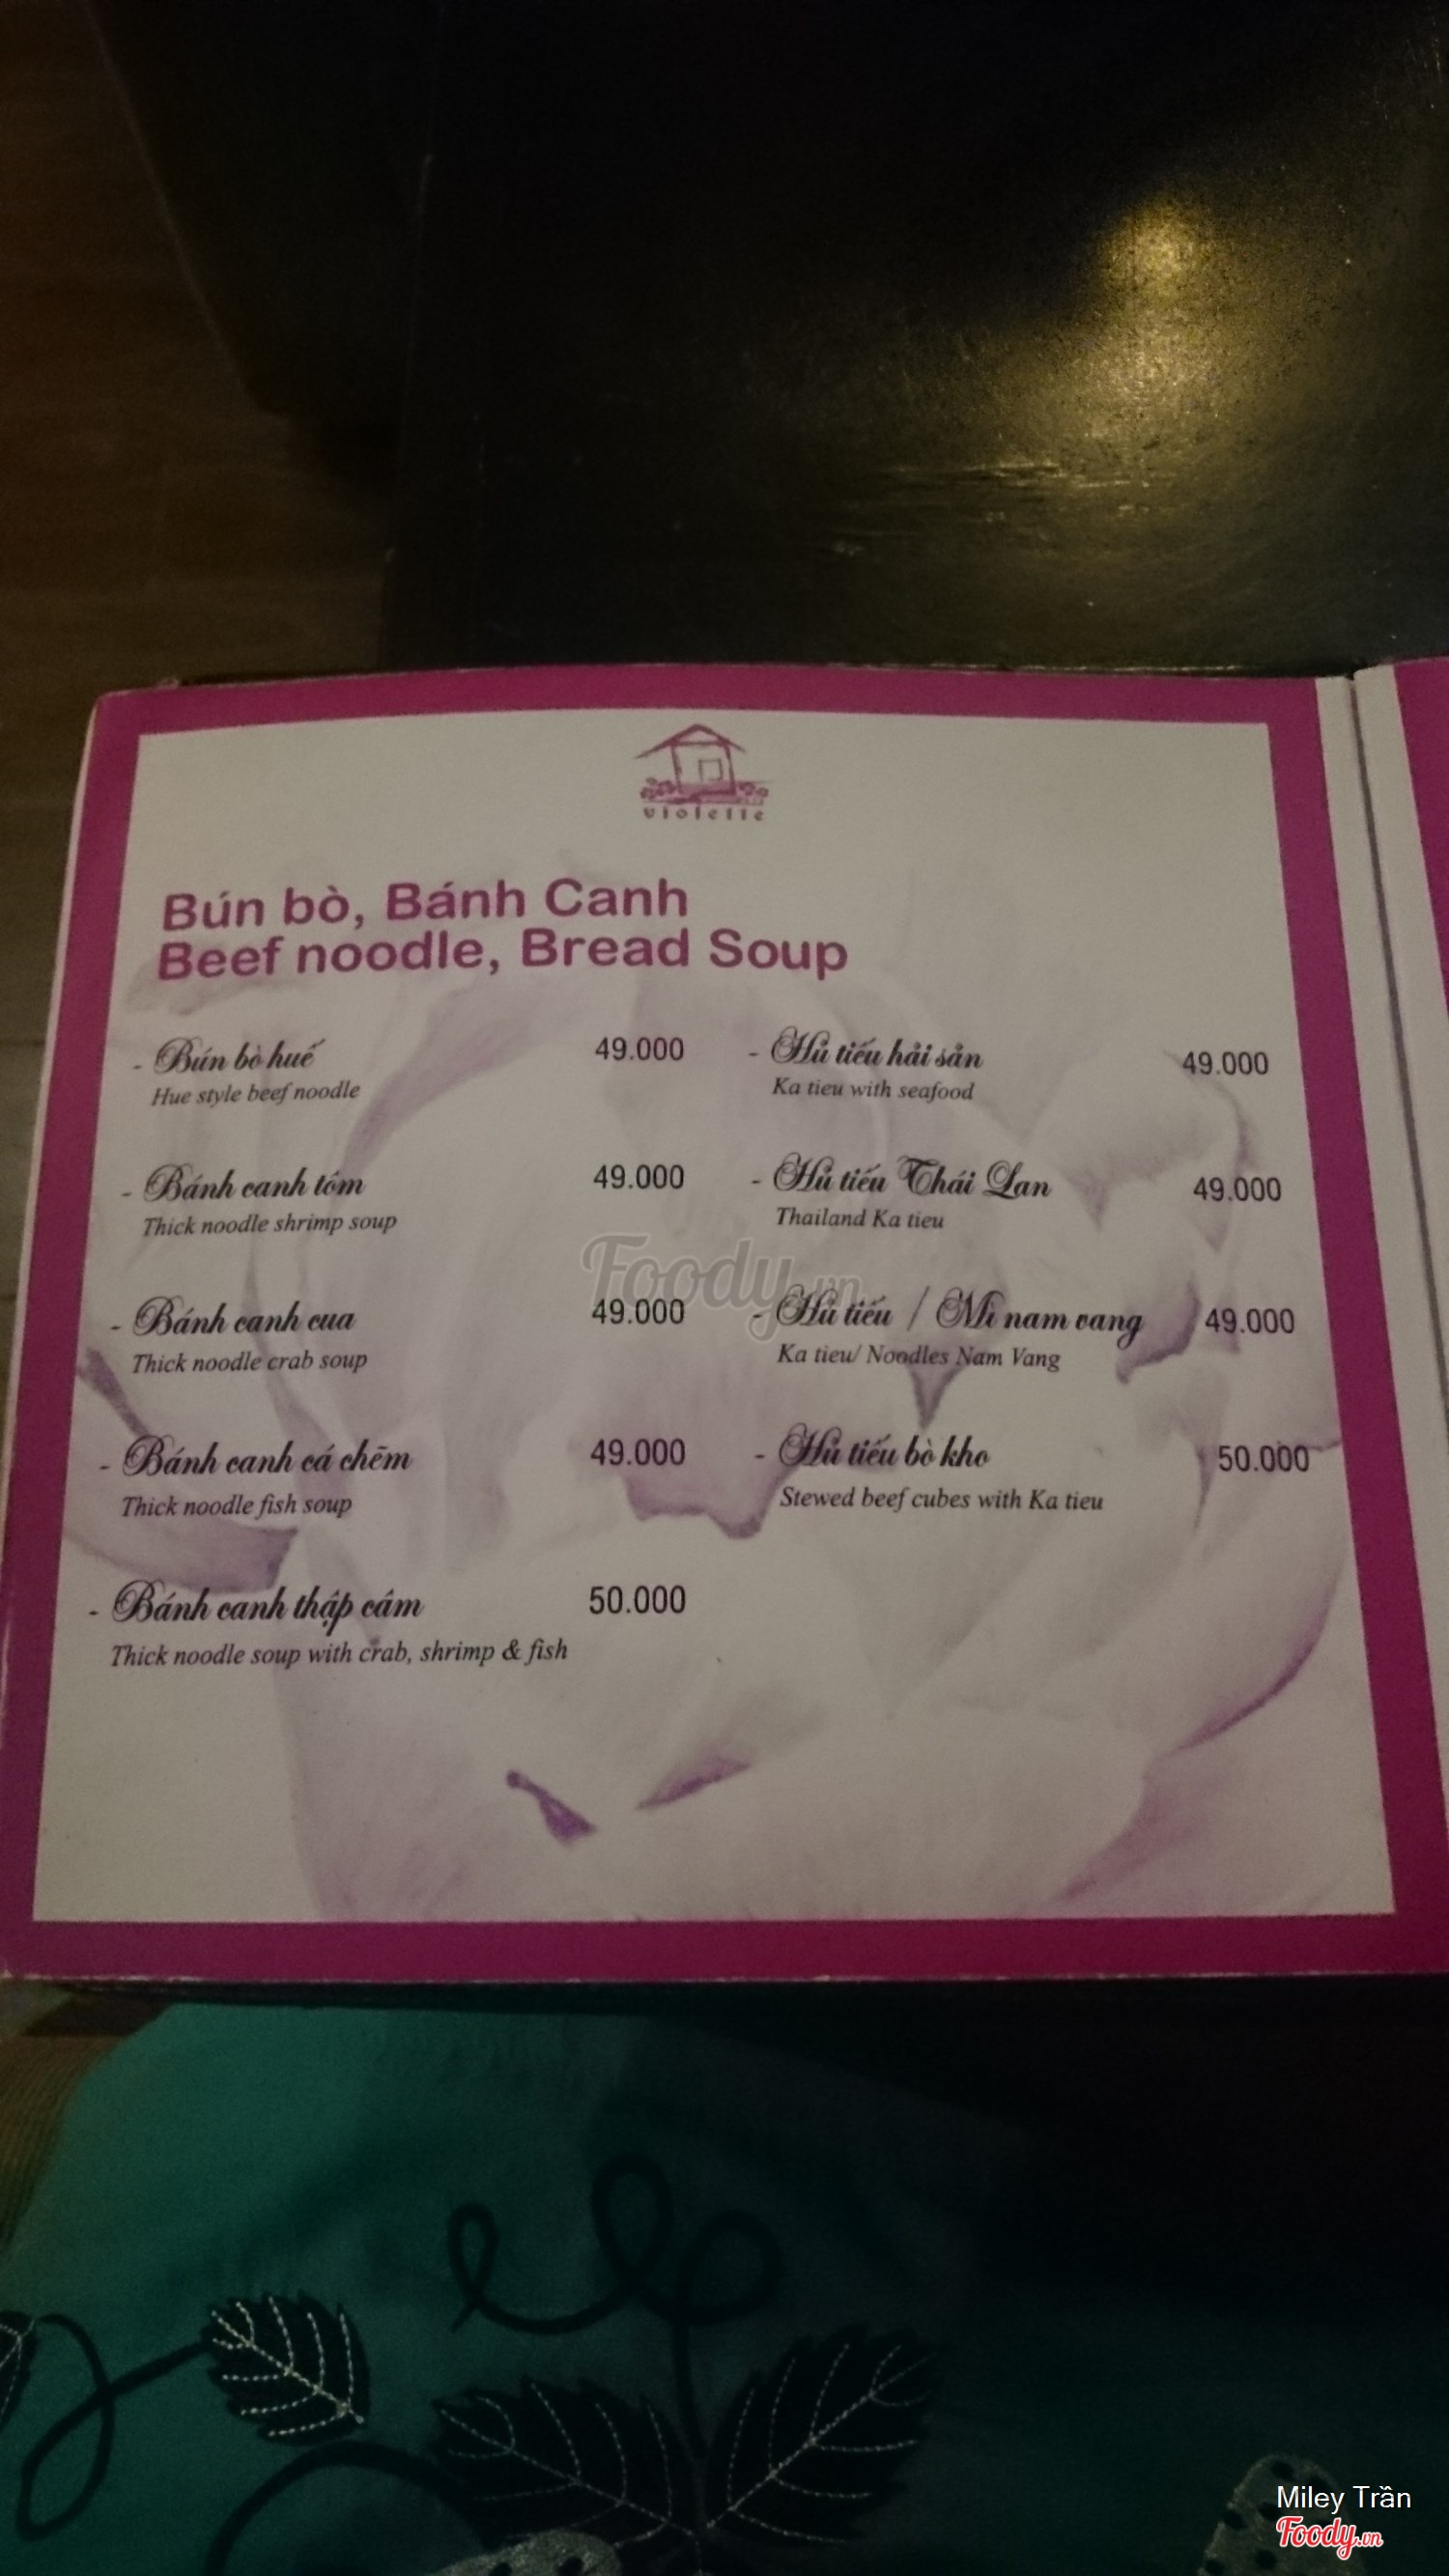 violette
Bún bò, Bánh Canh
Beef noodle, Bread Soup
- Bún bò huế 49.000
Hue style beef noodle
- Bánh canh tôm 49.000
Thick noodle shrimp soup
- Bánh canh cua 49.000
Thick noodle crab soup
- Bánh canh cá chẽm 49.000
Thick noodle fish soup
- Bánh canh thập câm 50.000
Thick noodle soup with crab, shrimp & fish
- Hủ tiếu hải sản 49.000
Ka tieu with seafood
- Hủ tiếu Thái Lan 49.000
Thailand Ka tieu
- Hủ tiếu / Mì nam vang 49.000
Ka tieu/ Noodles Nam Vang
- Hủ tiếu bò kho 50.000
Stewed beef cubes with Ka tieu
Foody.vn
Miley Trần
Foody.vn